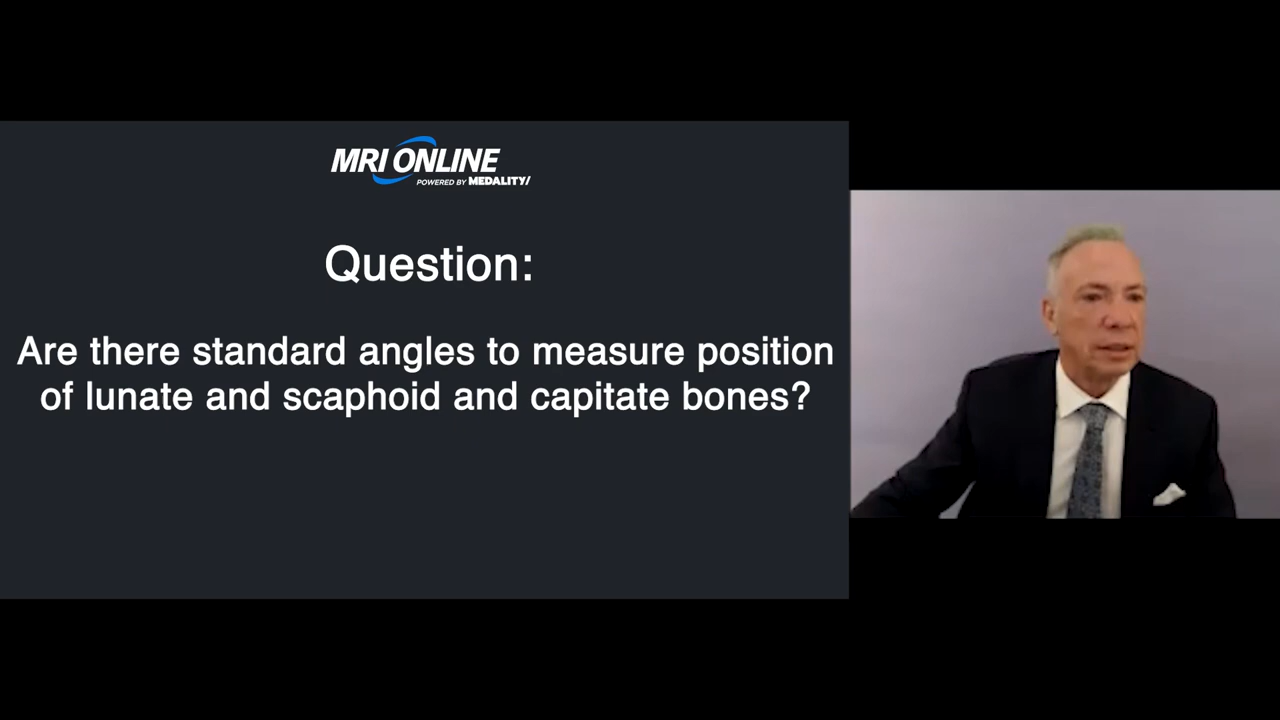 MRI ONLINE
POWERED BY MEDALITY/
Question:
Are there standard angles to measure position
of lunate and scaphoid and capitate bones?